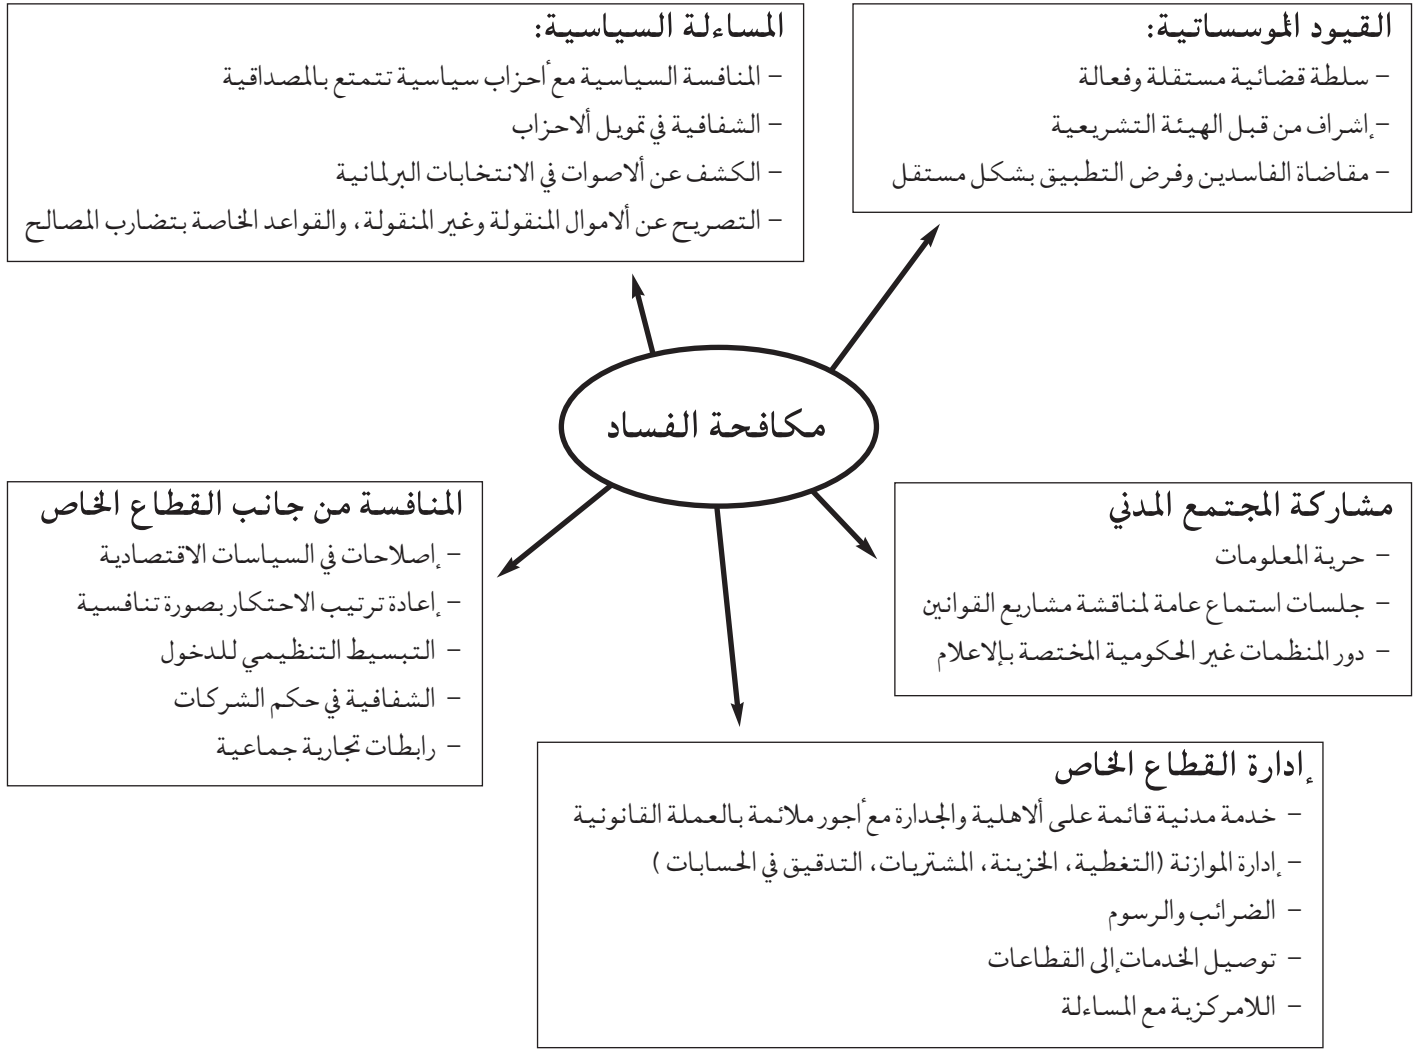 القيود المؤسساتية:
– سلطة قضائية مستقلة وفعالة
– إشراف من قبل الهيئة التشريعية
– مقاضاة الفاسدين وفرض التطبيق بشكل مستقل
المساءلة السياسية:
– المنافسة السياسية مع أحزاب سياسية تتمتع بالمصداقية
– الشفافية في تمويل ألاحزاب
– الكشف عن ألاصوات في الانتخابات البرلمانية
– التصريح عن ألاموال المنقولة وغير المنقولة، والقواعد الخاصة بتضارب المصالح
مكافحة الفساد
مشاركة المجتمع المدني
– حرية المعلومات
– جلسات استماع عامة لمناقشة مشاريع القوانين
– دور المنظمات غير الحكومية المختصة بإلاعلام
المنافسة من جانب القطاع الخاص
– إصلاحات في السياسات الاقتصادية
– إعادة ترتيب الاحتكار بصورة تنافسية
– التبسيط التنظيمي للدخول
– الشفافية في حكم الشركات
– رابطات تجارية جماعية
إدارة القطاع الخاص
– خدمة مدنية قائمة على ألاهلية والجدارة مع أجور ملائمة بالعملة القانونية
– إدارة الموازنة (التغطية، الخزينة، المشتريات، التدقيق في الحسابات )
– الضرائب والرسوم
– توصيل الخدمات إلى القطاعات
– اللامركزية مع المساءلة